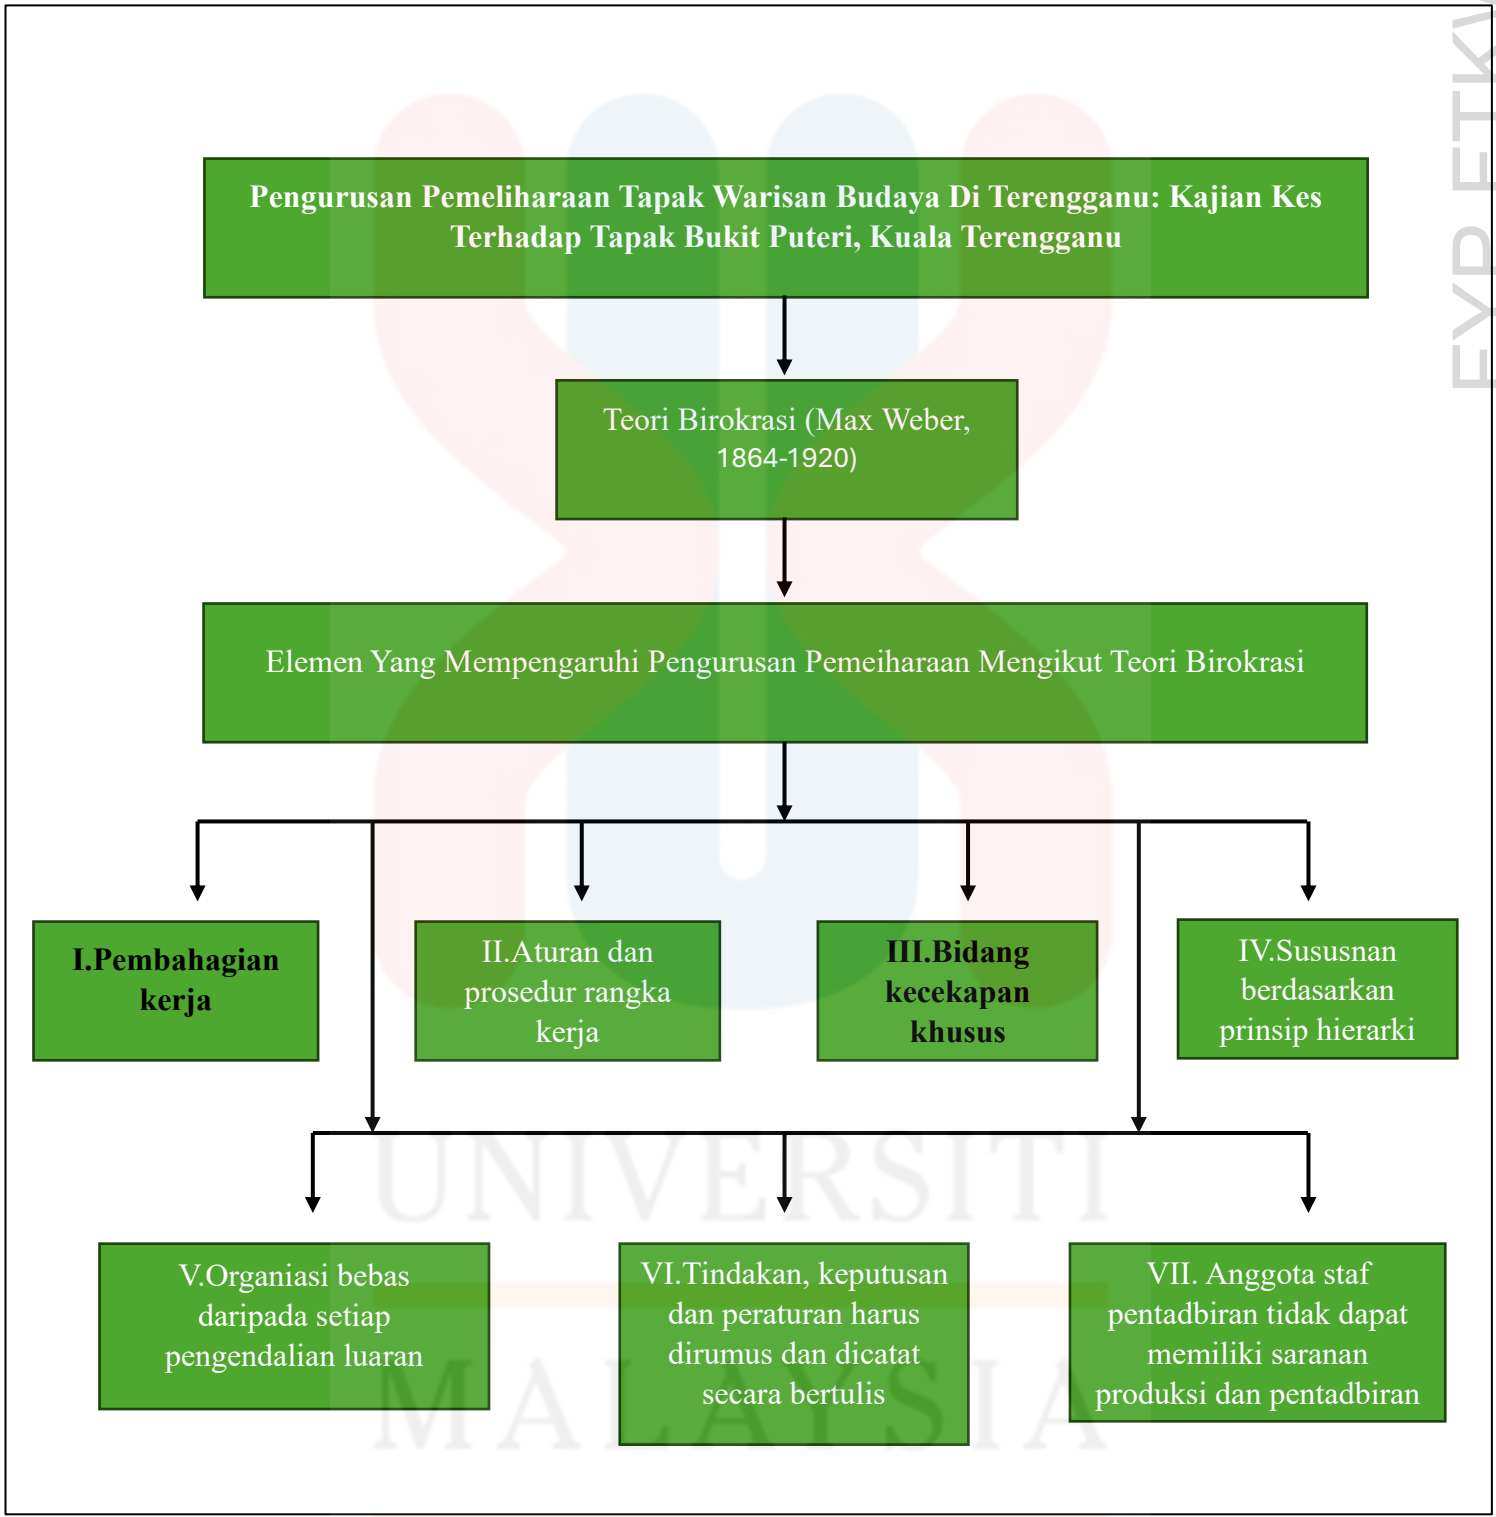 Pengurusan Pemeliharaan Tapak Warisan Budaya Di Terengganu: Kajian Kes
Terhadap Tapak Bukit Puteri, Kuala Terengganu
Teori Birokrasi (Max Weber,
1864-1920)
Elemen Yang Mempengaruhi Pengurusan Pemeiharaan Mengikut Teori Birokrasi
I.Pembahagian
kerja
II.Aturan dan
prosedur rangka
kerja
III.Bidang
kecekapan
khusus
IV.Sususnan
berdasarkan
prinsip hierarki
V.Organiasi bebas
daripada setiap
pengendalian luaran
VI.Tindakan, keputusan
dan peraturan harus
dirumus dan dicatat
secara bertulis
VII. Anggota staf
pentadbiran tidak dapat
memiliki saranan
produksi dan pentadbiran
UNIVERSITI
MALAYSIA
FYP FTKW